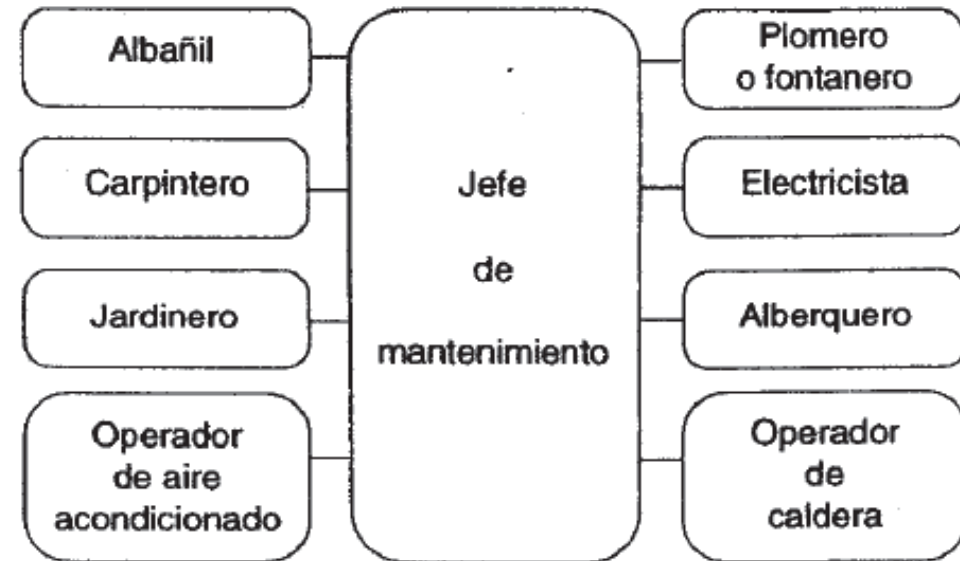 Albañil
Carpintero
Jardinero
Operador
de aire
acondicionado
Jefe
de
mantenimiento
Plomero
o fontanero
Electricista
Alberquero
Operador
de
caldera